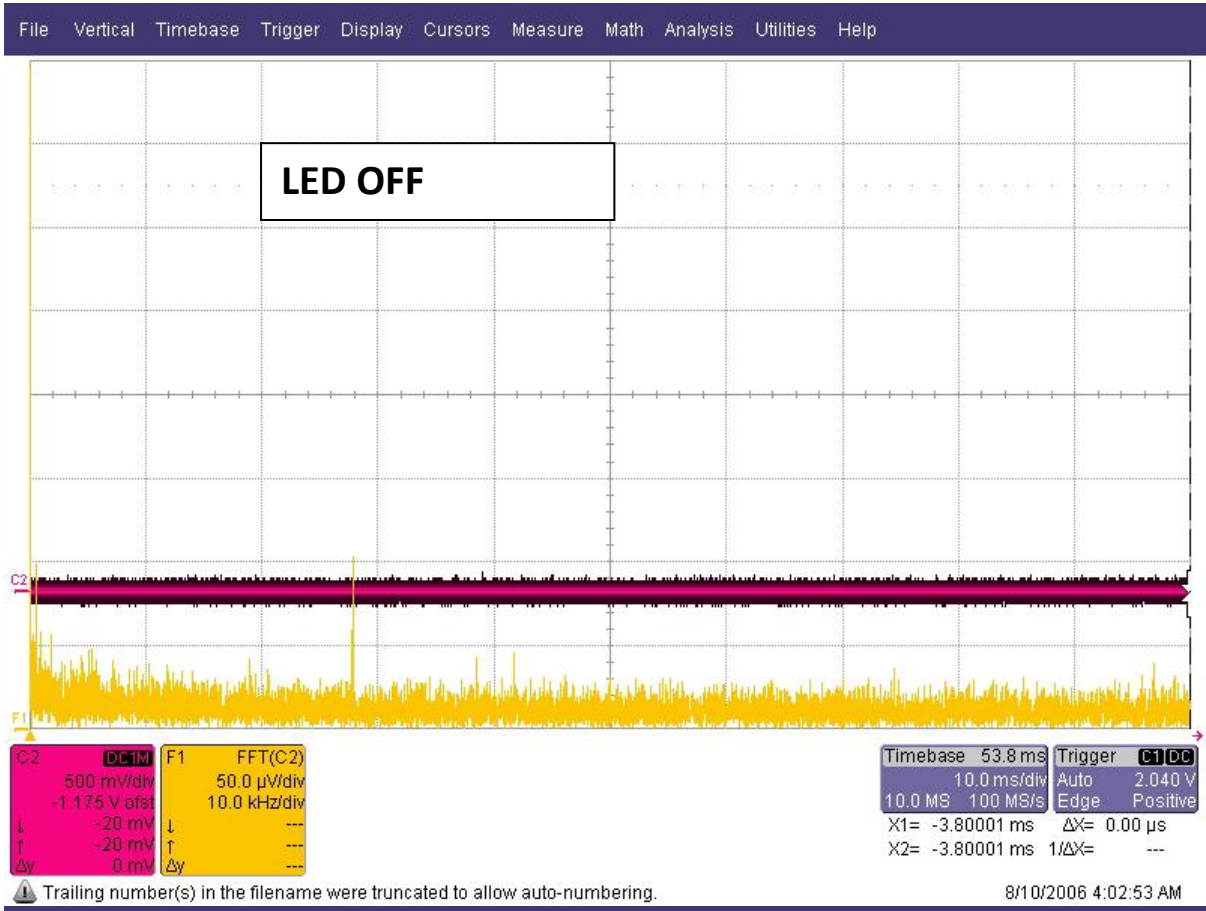 File Vertical Timebase Trigger Display Cursors Measure Math Analysis Utilities Help
LED OFF
C2
F1
C2 DC1M
500 mV/div
-1.175 V ofst
↓ -20 mV
↑ -20 mV
Δy 0 mV
F1 FFT(C2)
50.0 µV/div
10.0 kHz/div
↓ ---
↑ ---
Δy ---
Timebase 53.8 ms
10.0 ms/div
10.0 MS 100 MS/s
Trigger C1 DC
Auto 2.040 V
Edge Positive
X1= -3.80001 ms ΔX= 0.00 µs
X2= -3.80001 ms 1/ΔX= ---
Trailing number(s) in the filename were truncated to allow auto-numbering.
8/10/2006 4:02:53 AM